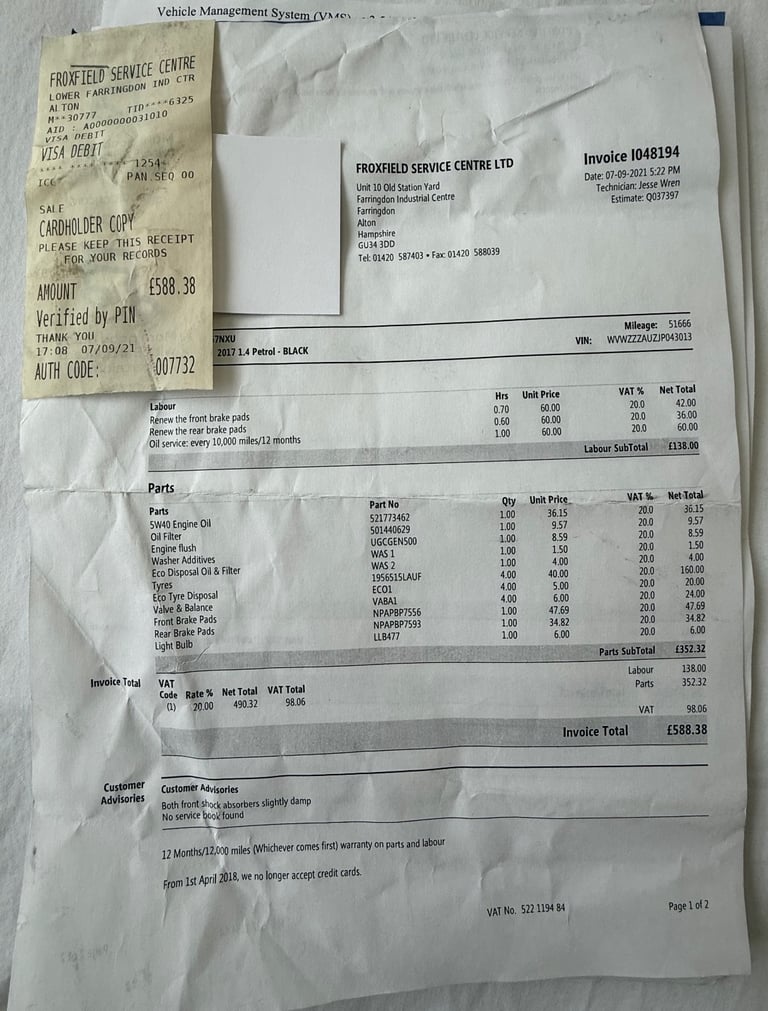 Vehicle Management System
FROXFIELD SERVICE CENTRE
LOWER FARRINGDON IND CTR
ALTON
M**30777 TID****6325
AID : A0000000031010
VISA DEBIT
VISA DEBIT
**** **** **** 1254
ICC PAN.SEQ 00
SALE
CARDHOLDER COPY
PLEASE KEEP THIS RECEIPT
FOR YOUR RECORDS
AMOUNT £588.38
Verified by PIN
THANK YOU
17:08 07/09/21
AUTH CODE: 007732
FROXFIELD SERVICE CENTRE LTD
Unit 10 Old Station Yard
Farringdon Industrial Centre
Farringdon
Alton
Hampshire
GU34 3DD
Tel: 01420 587403 • Fax: 01420 588039
Invoice I048194
Date: 07-09-2021 5:22 PM
Technician: Jesse Wren
Estimate: Q037397
7NXU
2017 1.4 Petrol - BLACK
Mileage: 51666
VIN: WVWZZZAUZJP043013
Labour Hrs Unit Price VAT % Net Total
Renew the front brake pads 0.70 60.00 20.0 42.00
Renew the rear brake pads 0.60 60.00 20.0 36.00
Oil service: every 10,000 miles/12 months 1.00 60.00 60.00
Labour SubTotal £138.00
Parts
Parts Part No Qty Unit Price VAT % Net Total
5W40 Engine Oil 521773462 1.00 36.15 20.0 36.15
Oil Filter 501440629 1.00 9.57 20.0 9.57
Engine flush UGCGEN500 1.00 8.59 20.0 8.59
Washer Additives WAS 1 1.00 1.50 20.0 1.50
Eco Disposal Oil & Filter WAS 2 1.00 4.00 20.0 4.00
Tyres 1956515LAUF 4.00 40.00 20.0 160.00
Eco Tyre Disposal ECO1 4.00 5.00 20.0 20.00
Valve & Balance VABA1 4.00 6.00 20.0 24.00
Front Brake Pads NPAPBP7556 1.00 47.69 20.0 47.69
Rear Brake Pads NPAPBP7593 1.00 34.82 20.0 34.82
Light Bulb LLB477 1.00 6.00 20.0 6.00
Parts SubTotal £352.32
Invoice Total
VAT
Code Rate % Net Total VAT Total
(1) 20.00 490.32 98.06
Labour 138.00
Parts 352.32
VAT 98.06
Invoice Total £588.38
Customer
Advisories
Customer Advisories
Both front shock absorbers slightly damp
No service book found
12 Months/12,000 miles (Whichever comes first) warranty on parts and labour
From 1st April 2018, we no longer accept credit cards.
VAT No. 522 1194 84
Page 1 of 2